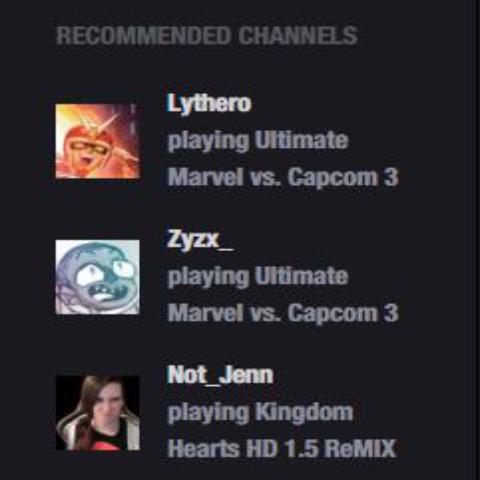 RECOMMENDED CHANNELS
Lythero
playing Ultimate
Marvel vs. Capcom 3
Zyzx_
playing Ultimate
Marvel vs. Capcom 3
Not_Jenn
playing Kingdom
Hearts HD 1.5 ReMIX